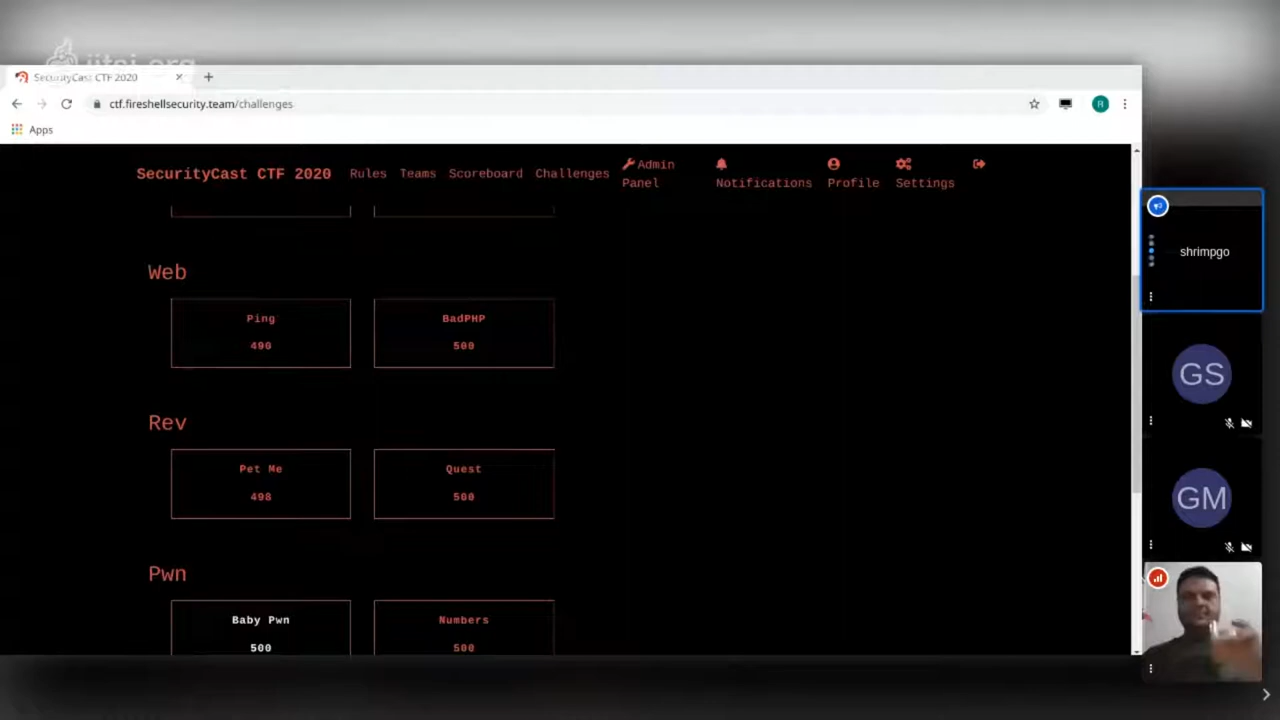 jitsi.org
SecurityCast CTF 2020
ctf.fireshellsecurity.team/challenges
R
Apps
SecurityCast CTF 2020 Rules Teams Scoreboard Challenges Admin Panel Notifications Profile Settings
Web
Ping BadPHP
490 500
Rev
Pet Me Quest
498 500
Pwn
Baby Pwn Numbers
500 500
shrimpgo
GS
GM